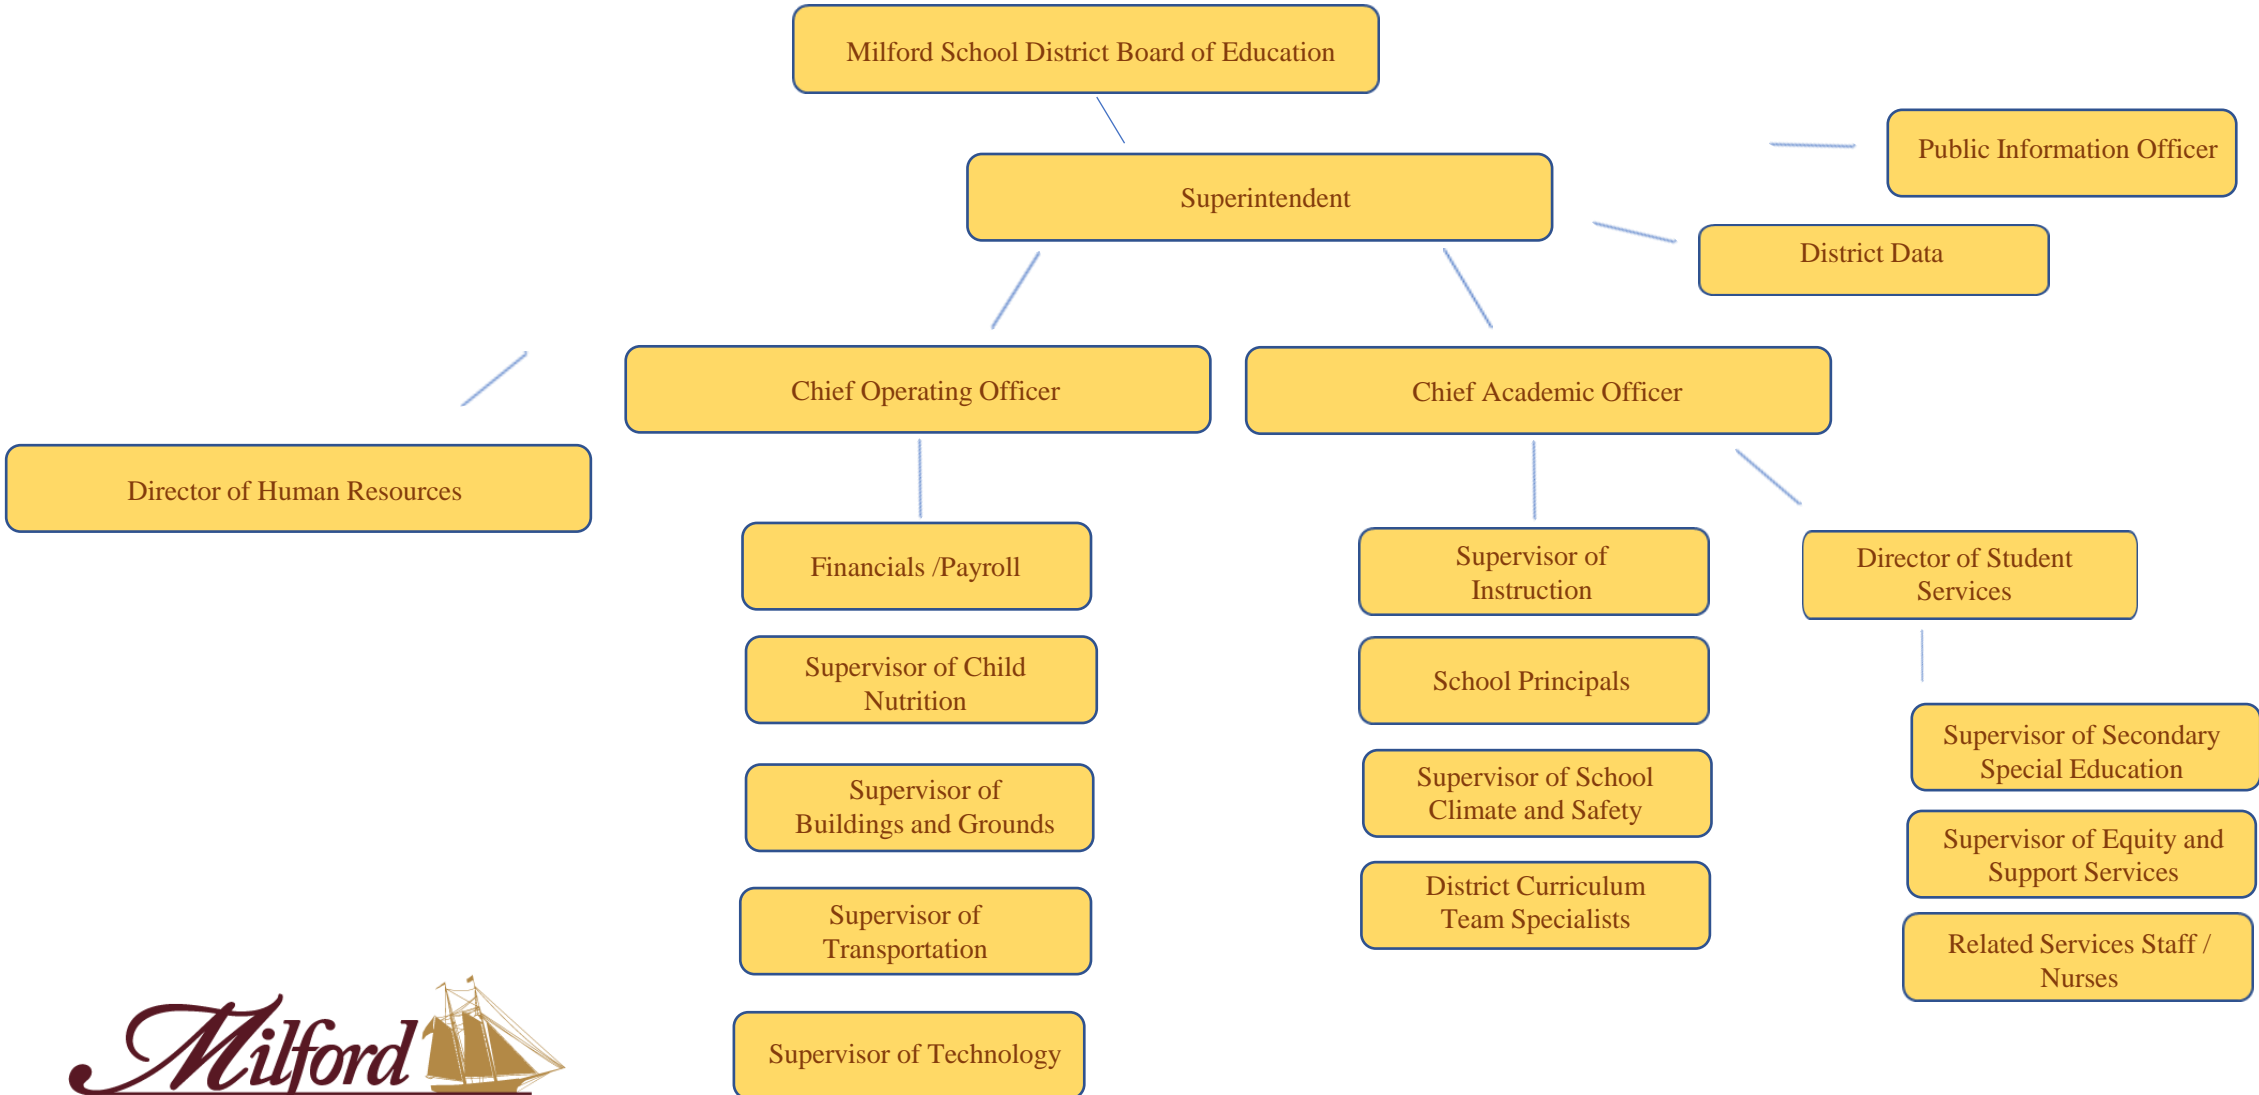 Milford School District Board of Education
Public Information Officer
Superintendent
District Data
Chief Operating Officer
Chief Academic Officer
Director of Human Resources
Financials /Payroll
Supervisor of
Instruction
Director of Student
Services
Supervisor of Child
Nutrition
School Principals
Supervisor of Secondary
Special Education
Supervisor of
Buildings and Grounds
Supervisor of School
Climate and Safety
Supervisor of Equity and
Support Services
Supervisor of
Transportation
District Curriculum
Team Specialists
Related Services Staff /
Nurses
Supervisor of Technology
Milford